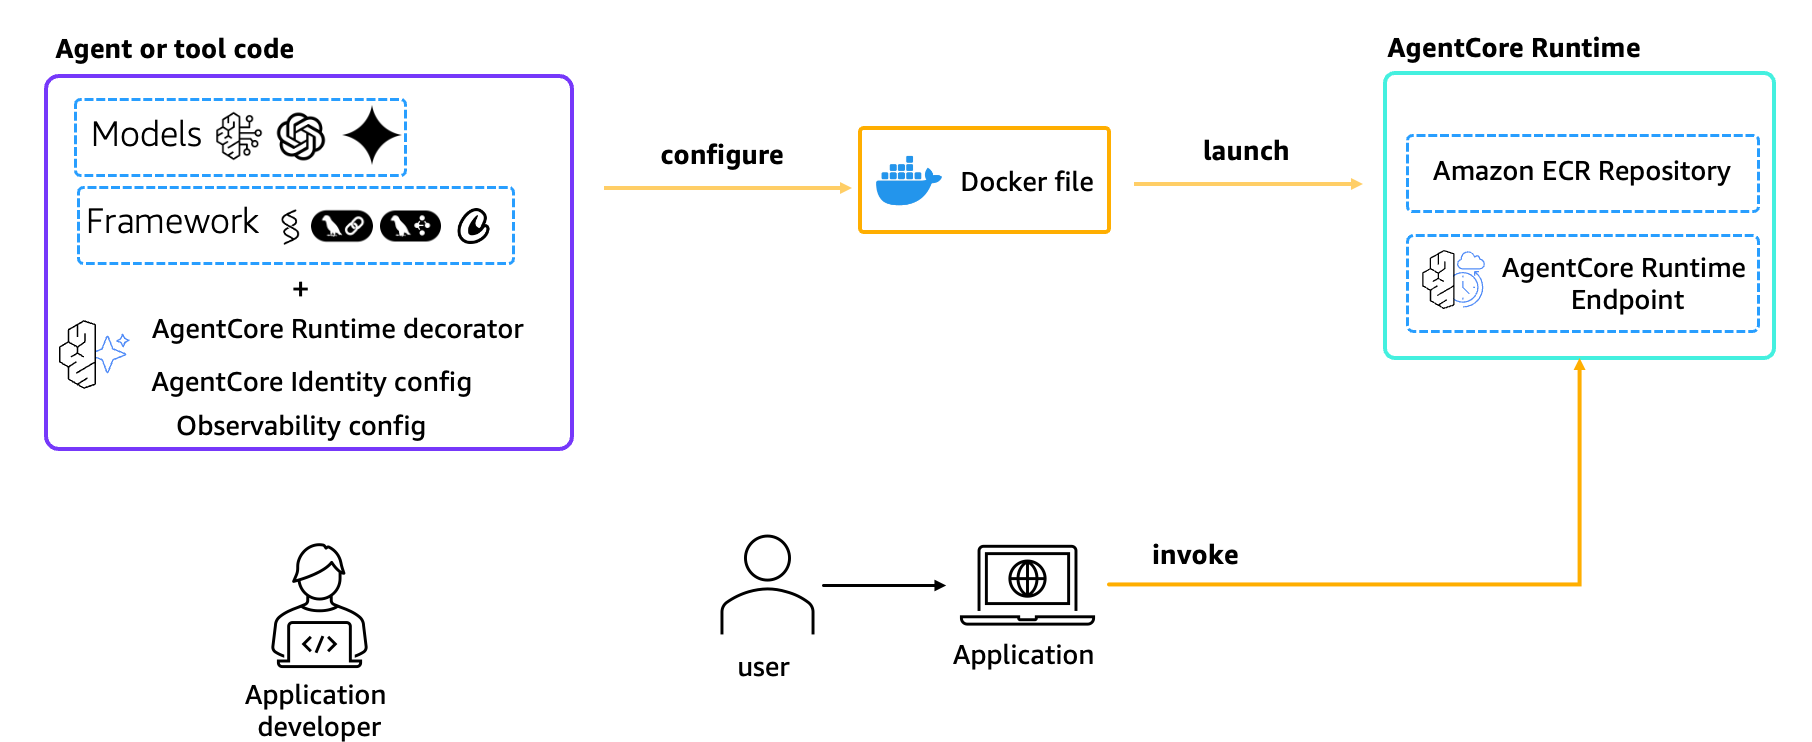 Agent or tool code
Models
Framework
+
AgentCore Runtime decorator
AgentCore Identity config
Observability config
configure
Docker file
launch
AgentCore Runtime
Amazon ECR Repository
AgentCore Runtime
Endpoint
</>
Application
developer
user
Application
invoke